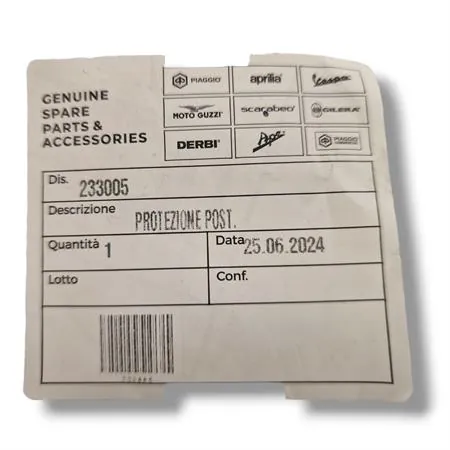 GENUINE
SPARE
PARTS &
ACCESSORIES
PIAGGIO aprilia Vespa
MOTO GUZZI scarabeo GILERA
DERBI Ape PIAGGIO
Dis. 233005
Descrizione PROTEZIONE POST.
Quantità 1 Data 25.06.2024
Lotto Conf.